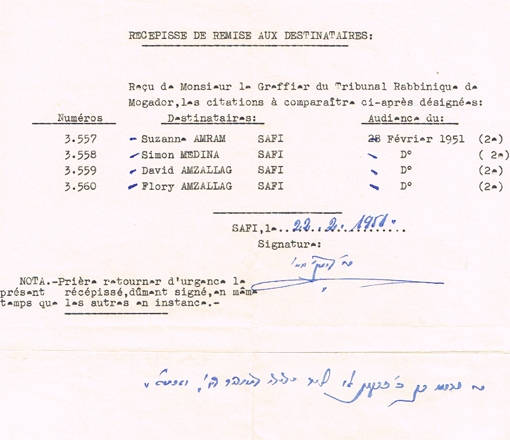 RECEPISSE DE REMISE AUX DESTINATAIRES:
Reçu de Monsieur le Greffier du Tribunal Rabbinique de
Mogador,les citations à comparaître ci-après désignées:
Numéros Destinataires: Audience du:
3.557 - Suzanne AMRAM SAFI 28 Février 1951 (2e)
3.558 - Simon MEDINA SAFI D° ( 2e)
3.559 - David AMZALLAG SAFI D° (2e)
3.560 - Flory AMZALLAG SAFI D° (2e)
SAFI,le..22.2.1951.
Signature:
NOTA.-Prière retourner d'urgence le
présent récépissé,dûment signé,en même
temps que les autres en instance.-